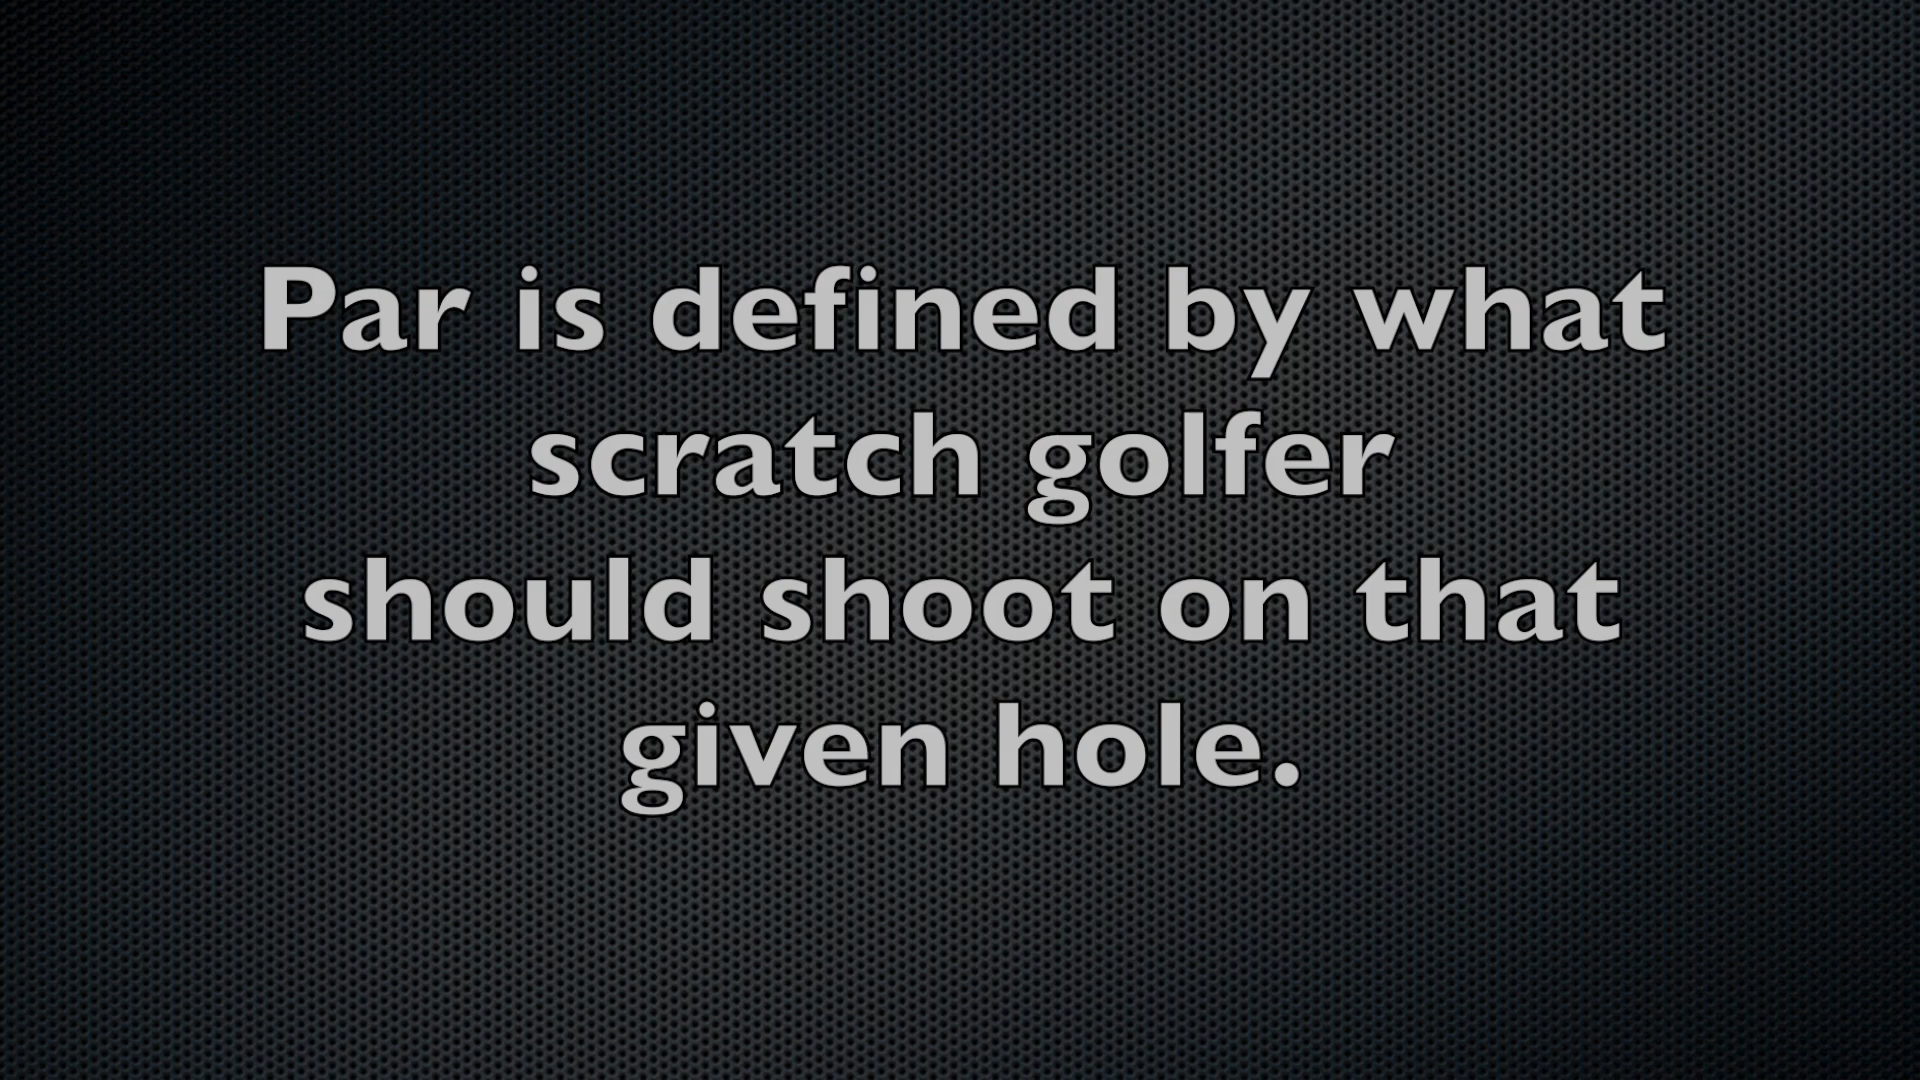 Par is defined by what
scratch golfer
should shoot on that
given hole.